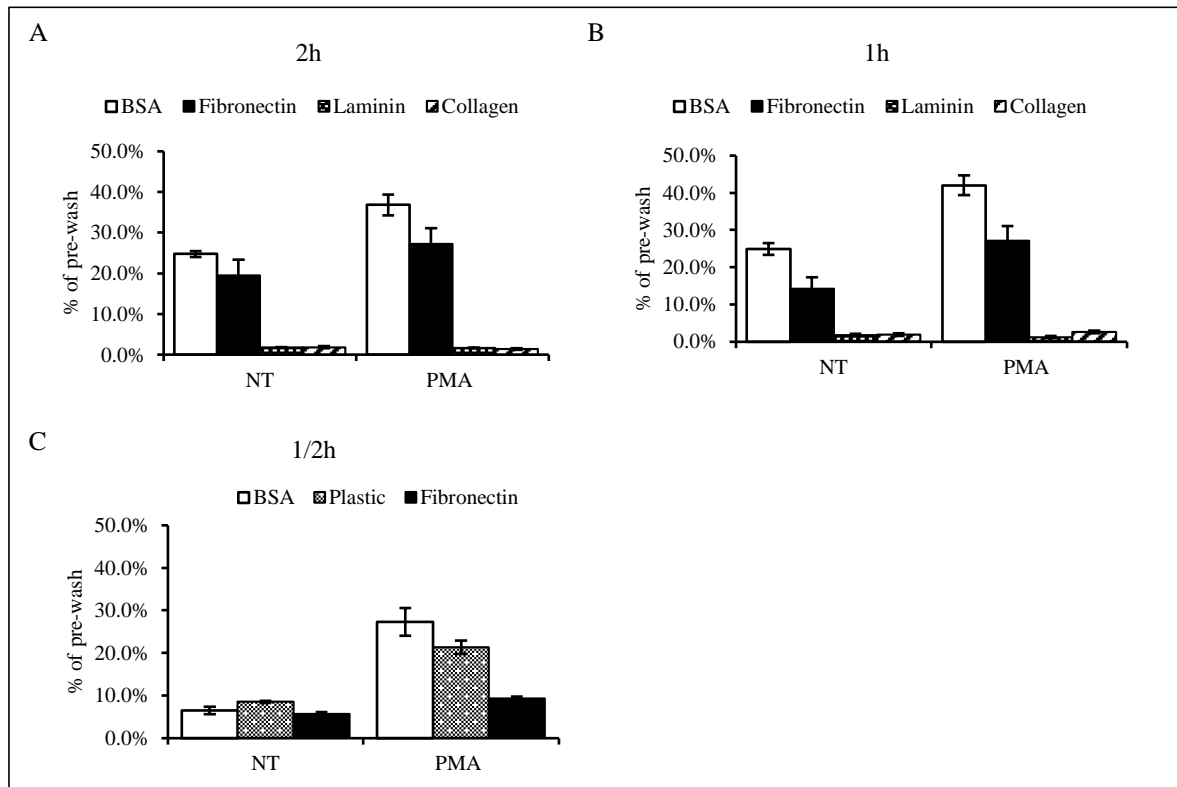 A
2h
BSA Fibronectin Laminin Collagen
% of pre-wash
50.0%
40.0%
30.0%
20.0%
10.0%
0.0%
NT PMA
B
1h
BSA Fibronectin Laminin Collagen
% of pre-wash
50.0%
40.0%
30.0%
20.0%
10.0%
0.0%
NT PMA
C
1/2h
BSA Plastic Fibronectin
% of pre-wash
50.0%
40.0%
30.0%
20.0%
10.0%
0.0%
NT PMA